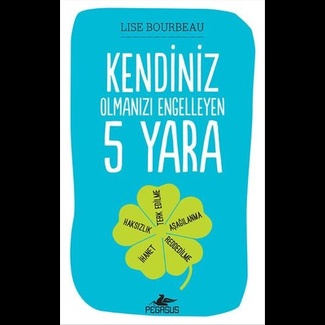 LISE BOURBEAU
KENDİNİZ
OLMANIZI ENGELLEYEN
5 YARA
TERK EDİLME
HAKSIZLIK
AŞAĞILANMA
İHANET
REDDEDİLME
PEGASUS